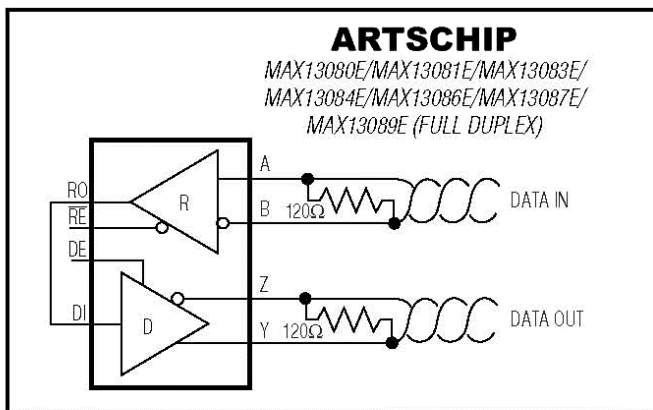 ARTSCHIP
MAX13080E/MAX13081E/MAX13083E/
MAX13084E/MAX13086E/MAX13087E/
MAX13089E (FULL DUPLEX)
A
RO
R
DATA IN
RE
B
120Ω
DE
Z
DI
D
DATA OUT
Y
120Ω